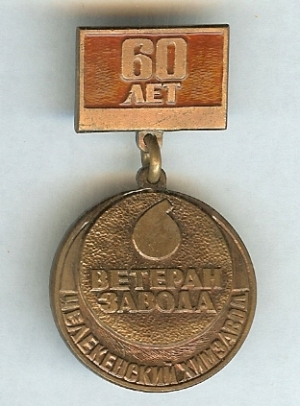 60
ЛЕТ
ВЕТЕРАН
ЗАВОДА
ЧЕЛЕКЕНСКИЙ ХИМЗАВОД